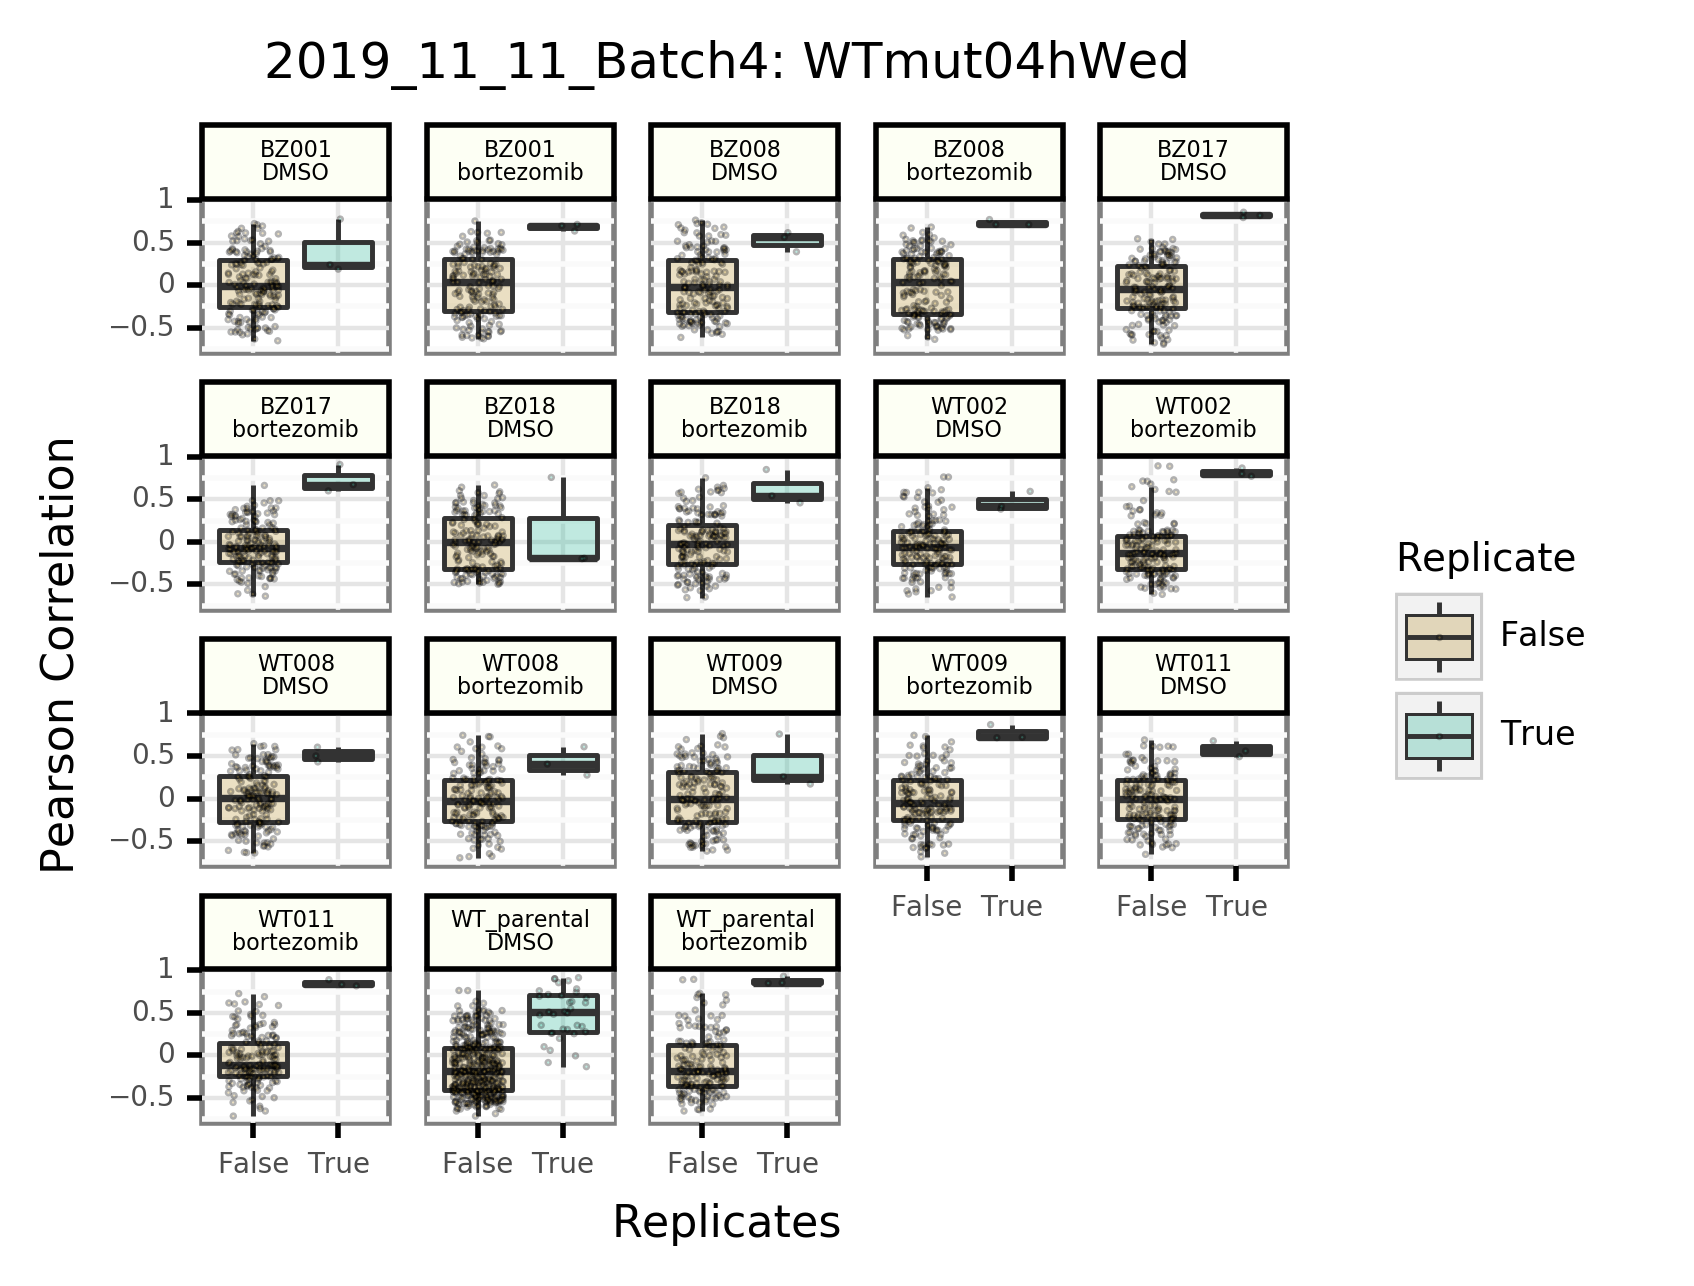 2019_11_11_Batch4: WTmut04hWed
BZ001
DMSO
BZ001
bortezomib
BZ008
DMSO
BZ008
bortezomib
BZ017
DMSO
1
0.5
0
−0.5
BZ017
bortezomib
BZ018
DMSO
BZ018
bortezomib
WT002
DMSO
WT002
bortezomib
1
0.5
0
−0.5
WT008
DMSO
WT008
bortezomib
WT009
DMSO
WT009
bortezomib
WT011
DMSO
1
0.5
0
−0.5
False True
False True
WT011
bortezomib
WT_parental
DMSO
WT_parental
bortezomib
1
0.5
0
−0.5
False True
False True
False True
Pearson Correlation
Replicates
Replicate
False
True